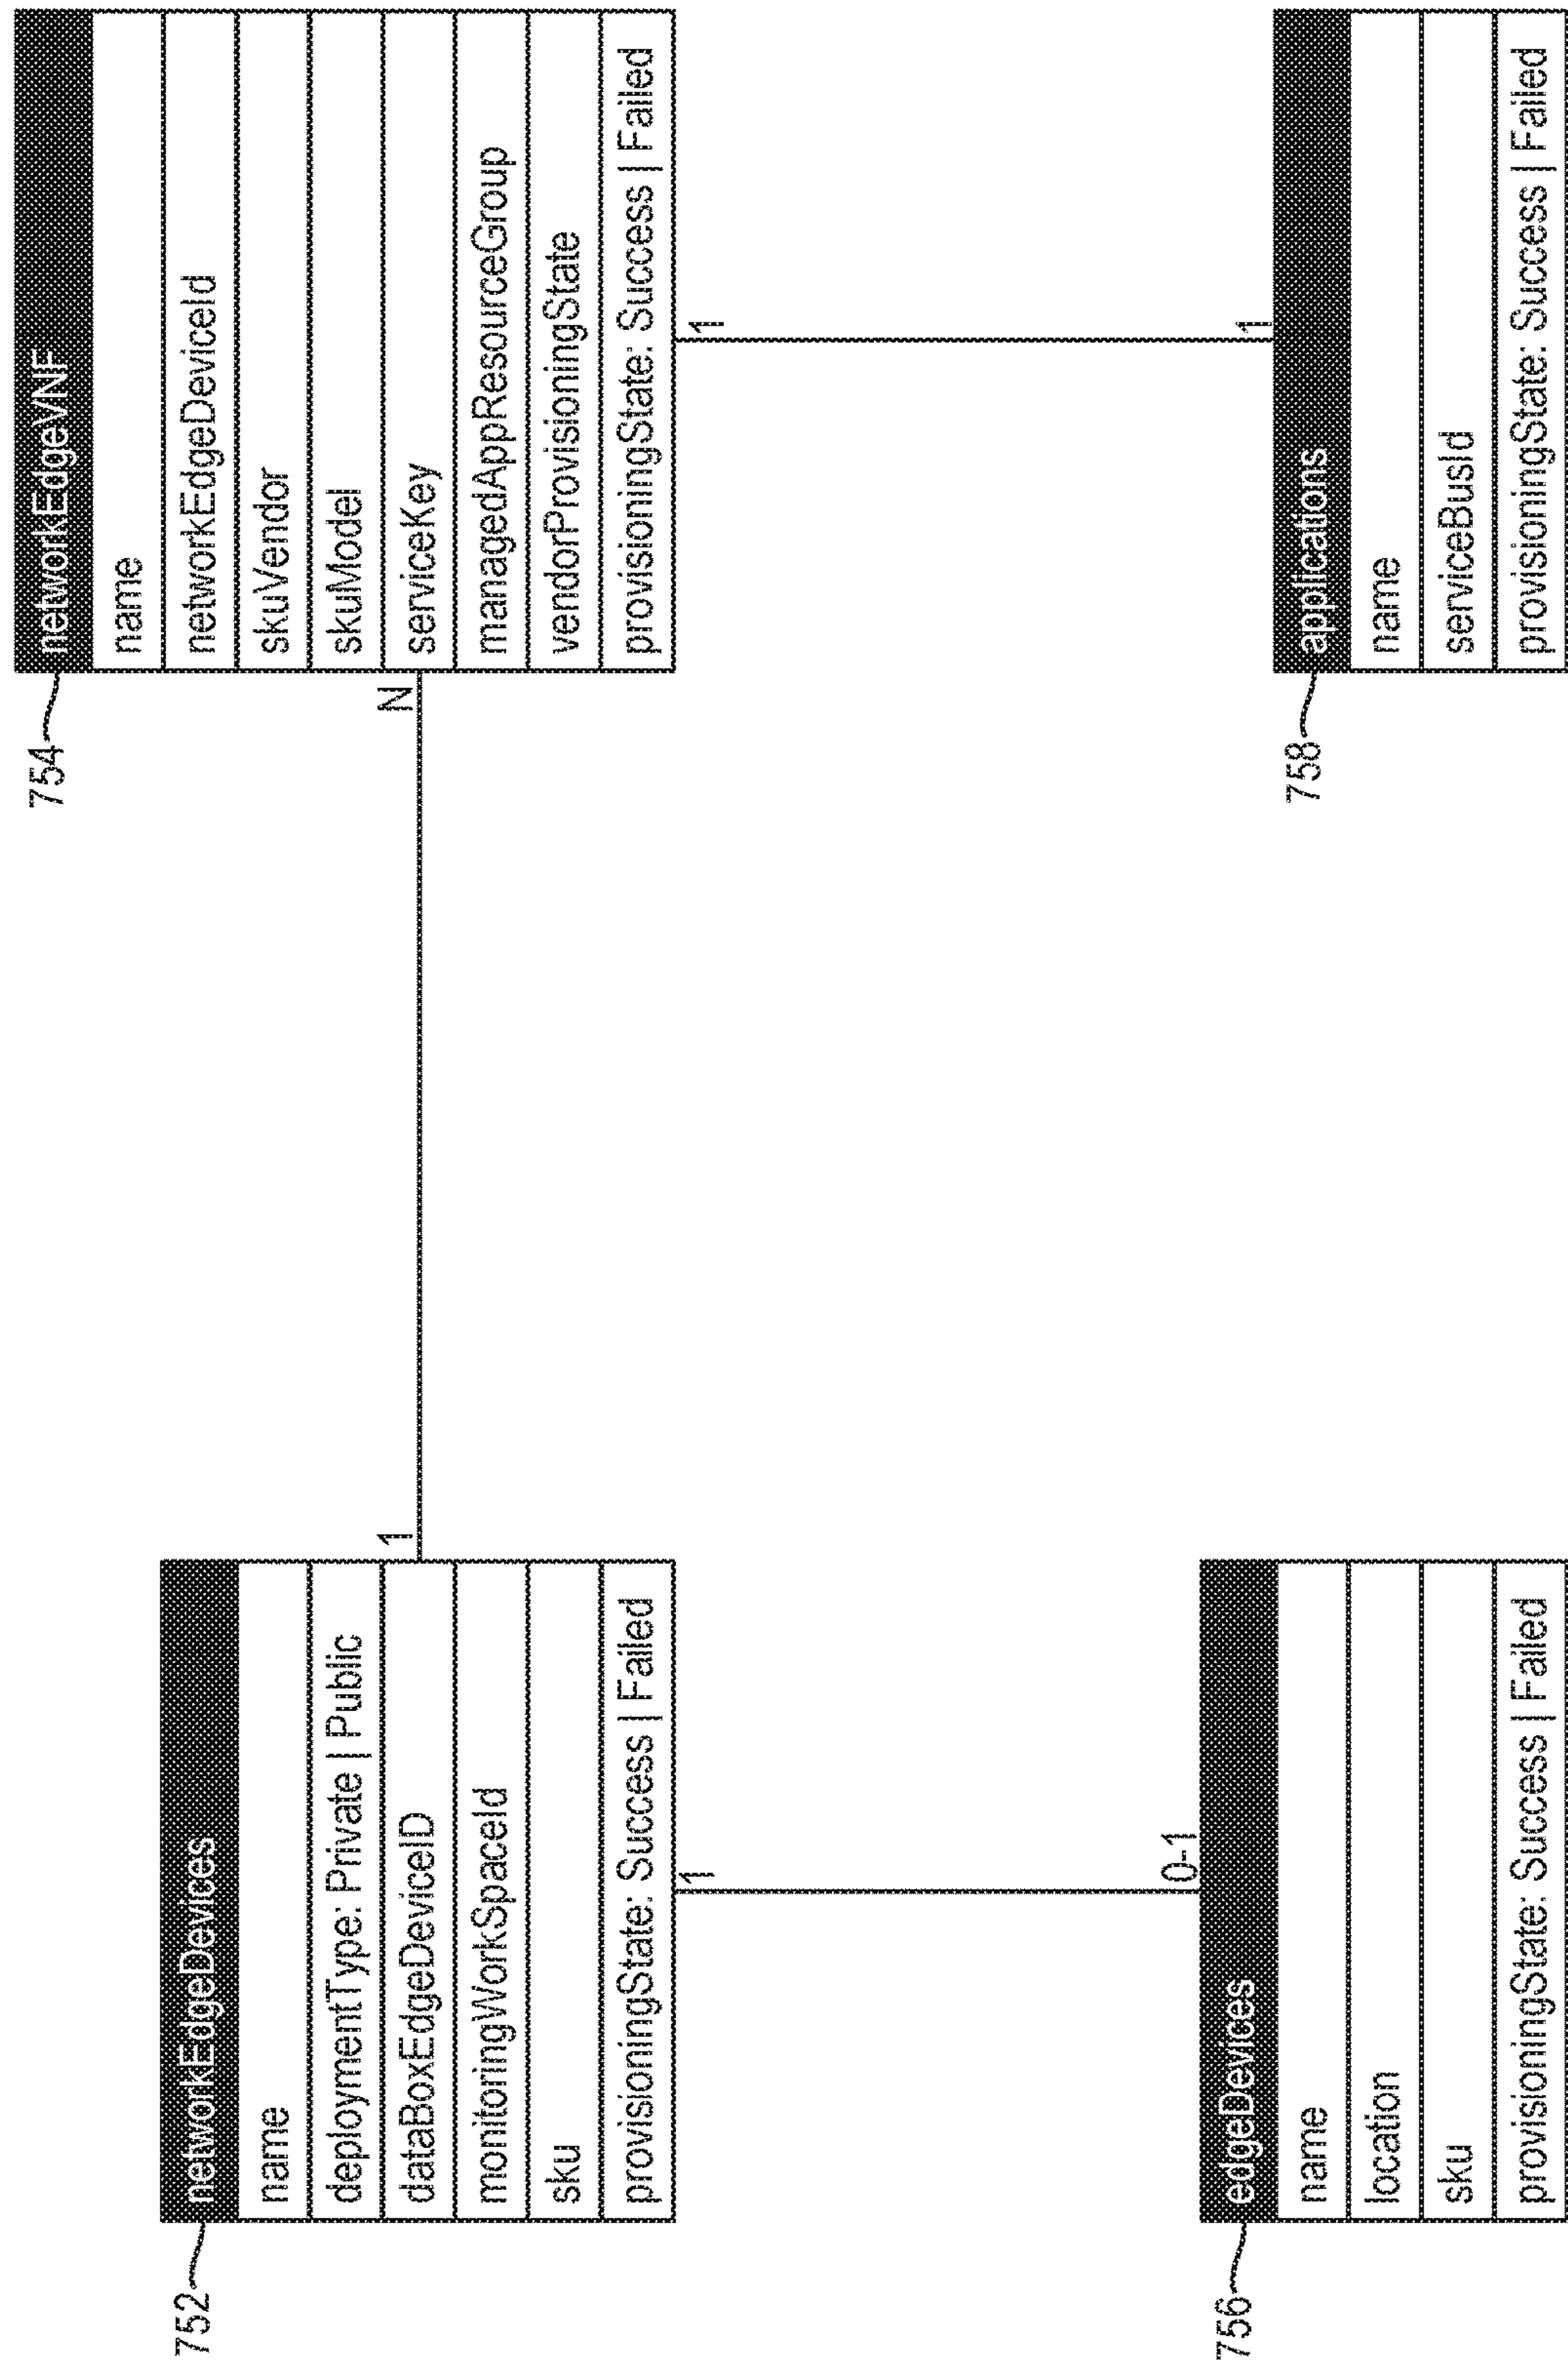 752
networkEdgeDevices
name
deploymentType: Private | Public
dataBoxEdgeDeviceID
monitoringWorkSpaceId
sku
provisioningState: Success | Failed
1
N
754
networkEdgeVNF
name
networkEdgeDeviceId
skuVendor
skuModel
serviceKey
managedAppResourceGroup
vendorProvisioningState
provisioningState: Success | Failed
1
0-1
756
edgeDevices
name
location
sku
provisioningState: Success | Failed
1
1
758
applications
name
serviceBusId
provisioningState: Success | Failed